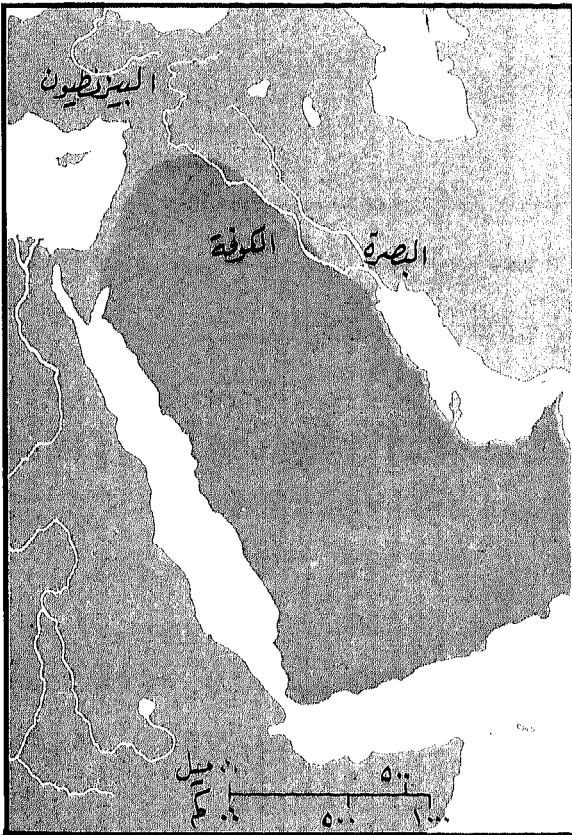 البيزنطيون
الكوفة
البصرة
ميل ٥٠٠
كم ٥٠٠ ١٠٠٠